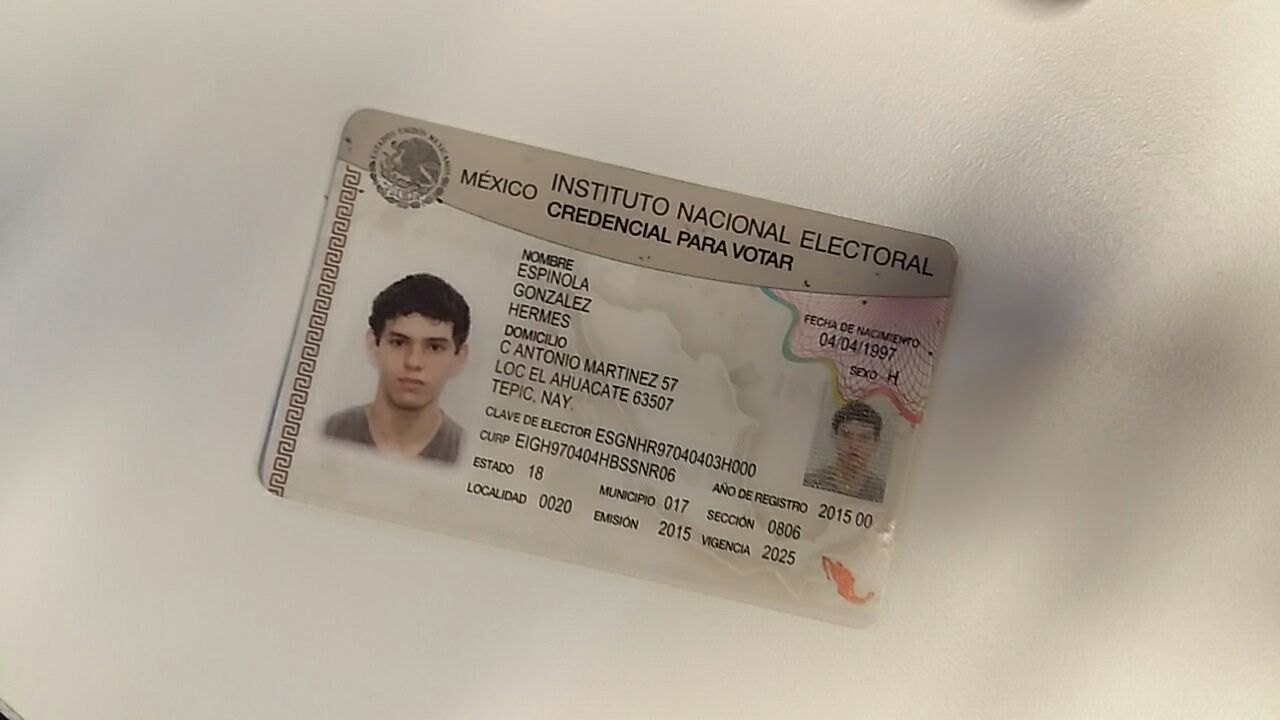 ESTADOS UNIDOS MEXICANOS
MÉXICO INSTITUTO NACIONAL ELECTORAL
CREDENCIAL PARA VOTAR
NOMBRE
ESPINOLA
GONZALEZ
HERMES
FECHA DE NACIMIENTO
04/04/1997
SEXO H
DOMICILIO
C ANTONIO MARTINEZ 57
LOC EL AHUACATE 63507
TEPIC, NAY.
CLAVE DE ELECTOR ESGNHR97040403H000
CURP EIGH970404HBSSNR06
AÑO DE REGISTRO 2015 00
ESTADO 18 MUNICIPIO 017 SECCIÓN 0806
LOCALIDAD 0020 EMISIÓN 2015 VIGENCIA 2025